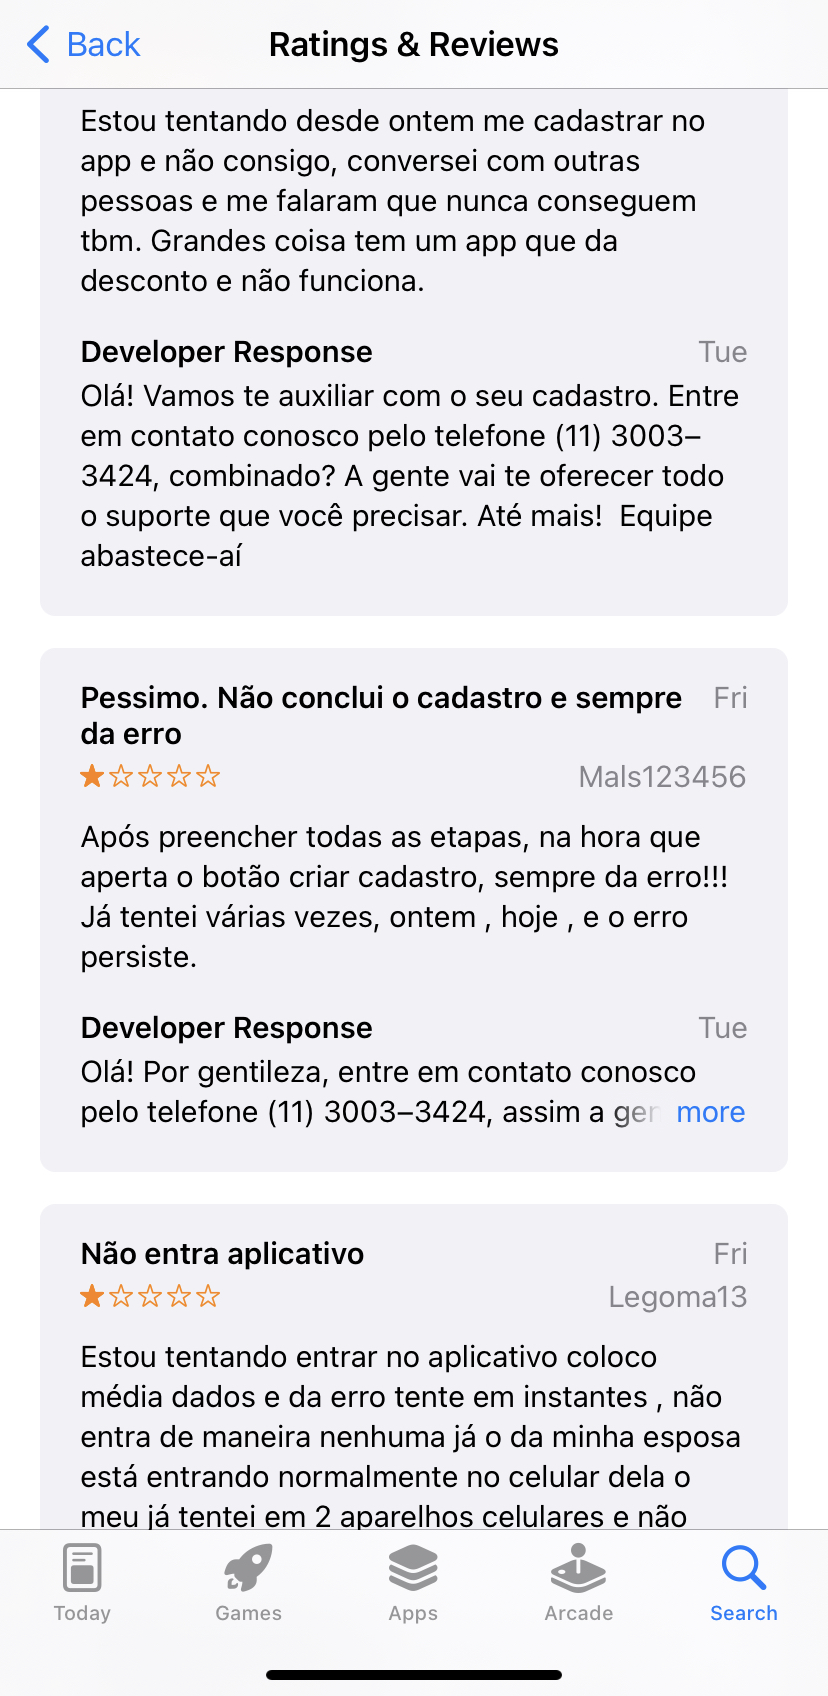 Back
Ratings & Reviews
Estou tentando desde ontem me cadastrar no
app e não consigo, conversei com outras
pessoas e me falaram que nunca conseguem
tbm. Grandes coisa tem um app que da
desconto e não funciona.
Developer Response Tue
Olá! Vamos te auxiliar com o seu cadastro. Entre
em contato conosco pelo telefone (11) 3003–
3424, combinado? A gente vai te oferecer todo
o suporte que você precisar. Até mais!  Equipe
abastece-aí
Pessimo. Não conclui o cadastro e sempre Fri
da erro
Mals123456
Após preencher todas as etapas, na hora que
aperta o botão criar cadastro, sempre da erro!!!
Já tentei várias vezes, ontem , hoje , e o erro
persiste.
Developer Response Tue
Olá! Por gentileza, entre em contato conosco
pelo telefone (11) 3003–3424, assim a more
Não entra aplicativo Fri
Legoma13
Estou tentando entrar no aplicativo coloco
média dados e da erro tente em instantes , não
entra de maneira nenhuma já o da minha esposa
está entrando normalmente no celular dela o
meu já tentei em 2 aparelhos celulares e não
Today Games Apps Arcade Search